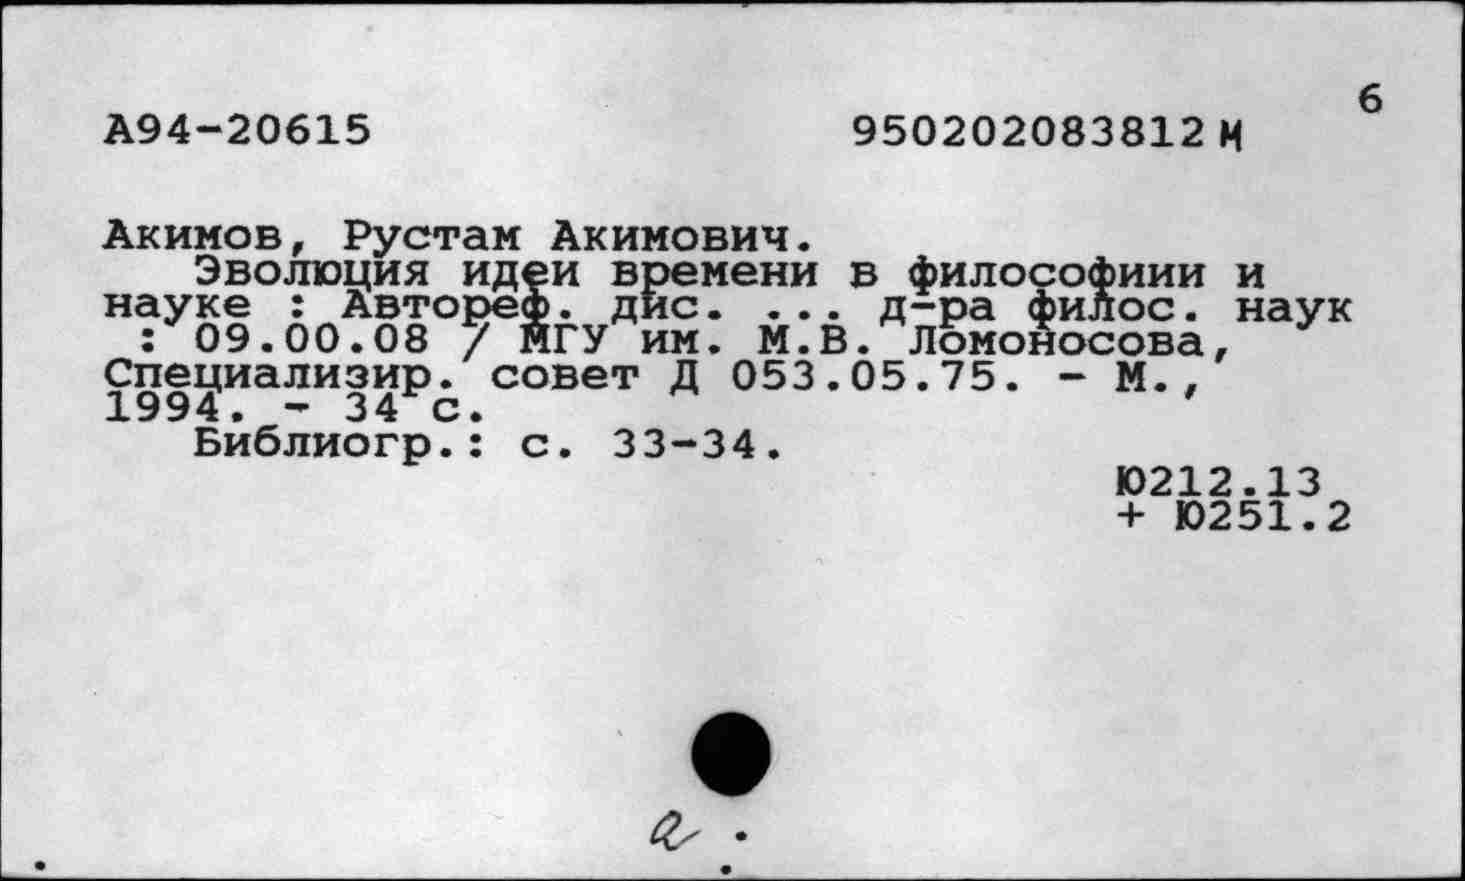 6
А94-20615 950202083812 Ц
Акимов, Рустам Акимович.
Эволюция идеи времени в философиии и
науке : Автореф. дис. ... д-ра филос. наук
: 09.00.08 / МГУ им. М.В. Ломоносова,
Специализир. совет Д 053.05.75. - М.,
1994. - 34 с.
Библиогр.: с. 33-34.
Ю212.13
+ Ю251.2